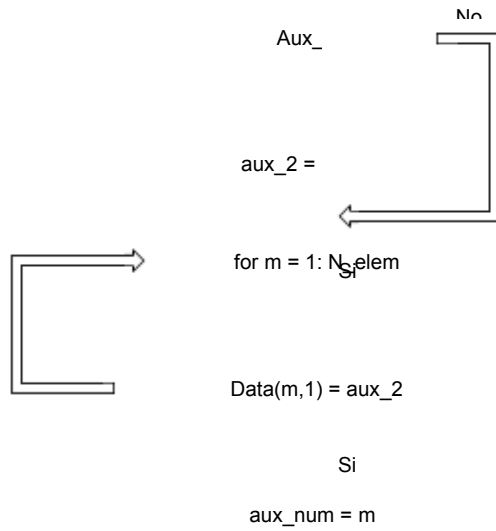 No
Aux_
aux_2 =
for m = 1: N_elem
Si
Data(m,1) = aux_2
Si
aux_num = m